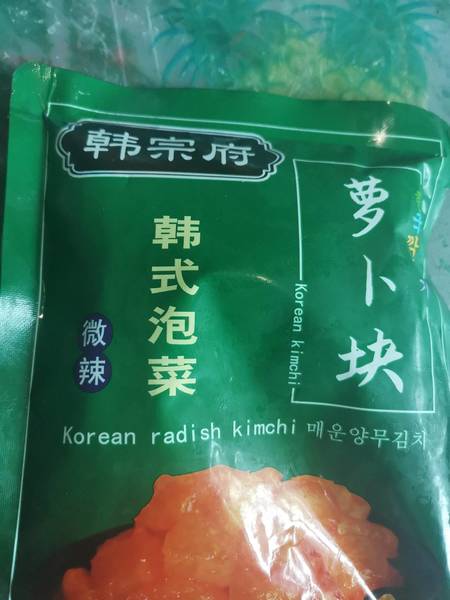 韩宗府
萝卜块
Korean kimchi
韩式泡菜
微辣
Korean radish kimchi 매운양무김치